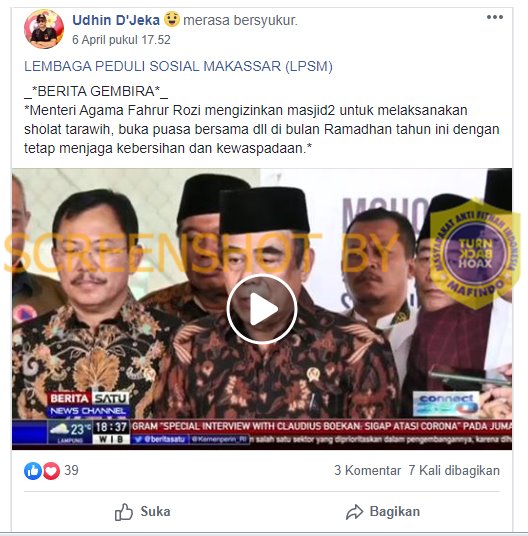 Udhin D'Jeka merasa bersyukur.
6 April pukul 17.52
LEMBAGA PEDULI SOSIAL MAKASSAR (LPSM)
_*BERITA GEMBIRA*_
*Menteri Agama Fahrur Rozi mengizinkan masjid2 untuk melaksanakan
sholat tarawih, buka puasa bersama dll di bulan Ramadhan tahun ini dengan
tetap menjaga kebersihan dan kewaspadaan.*
SCREENSHOT BY
MASYARAKAT ANTI FITNAH INDONESIA
TURN
BACK
HOAX
MAFINDO
BERITA SATU
NEWS CHANNEL
connect
23°C 18:37 GRAM "SPECIAL INTERVIEW WITH CLAUDIUS BOEKAN: SIGAP ATASI CORONA" PADA JUMA
LAMPUNG WIB @beritasatu @Kemenperin_RI n salah satu sektor yang diprioritaskan dalam pengembangannya, karena
39
3 Komentar 7 Kali dibagikan
Suka Bagikan